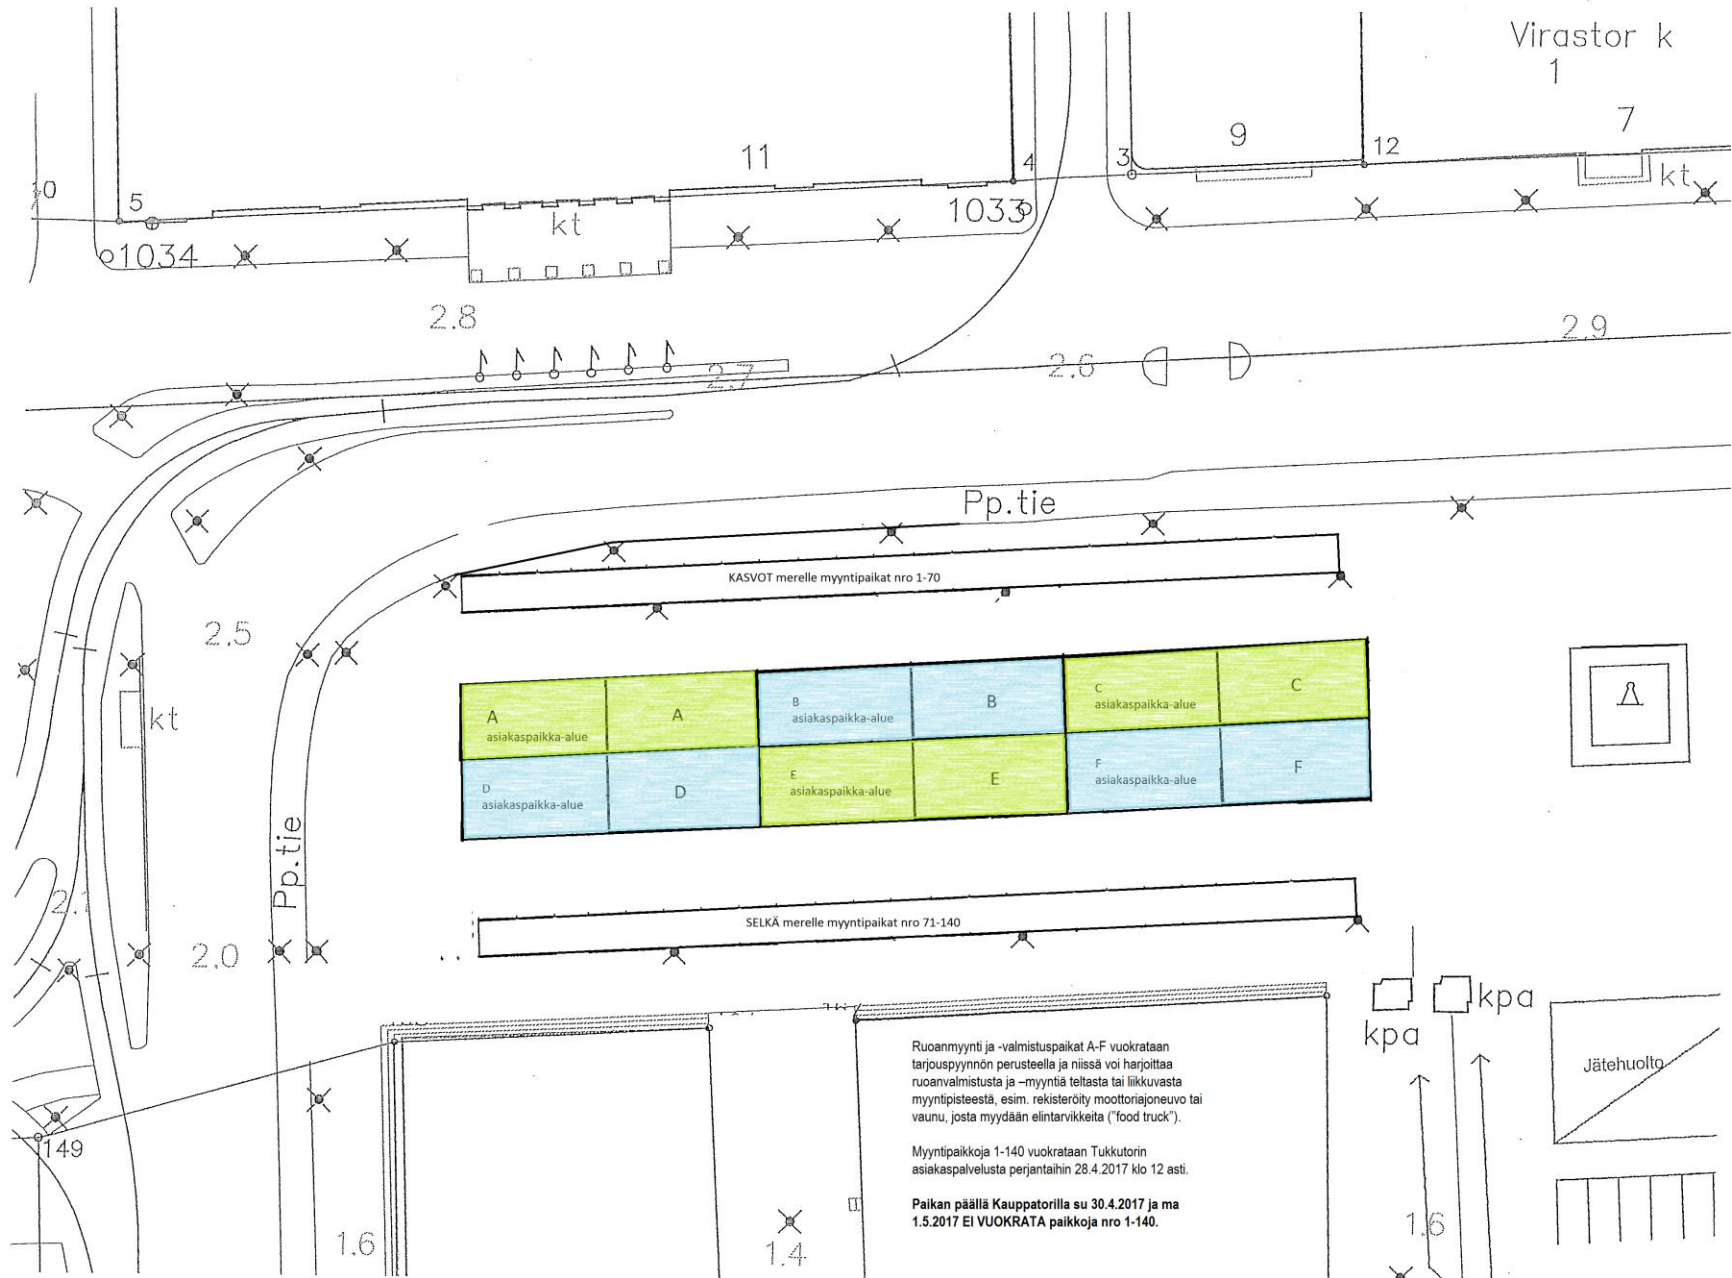 Virastor k
1
7
9
12
11
4
3
5
kt
kt
1033
1034
2.8
2.9
2.7
2.6
Pp.tie
KASVOT merelle myyntipaikat nro 1-70
2.5
kt
A
asiakaspaikka-alue
A
B
asiakaspaikka-alue
B
C
asiakaspaikka-alue
C
D
asiakaspaikka-alue
D
E
asiakaspaikka-alue
E
F
asiakaspaikka-alue
F
Pp.tie
SELKÄ merelle myyntipaikat nro 71-140
2.0
kpa
kpa
Jätehuolto
Ruoanmyynti ja -valmistuspaikat A-F vuokrataan
tarjouspyynnön perusteella ja niissä voi harjoittaa
ruoanvalmistusta ja –myyntiä teltasta tai liikkuvasta
myyntipisteestä, esim. rekisteröity moottoriajoneuvo tai
vaunu, josta myydään elintarvikkeita ("food truck").
Myyntipaikkoja 1-140 vuokrataan Tukkutorin
asiakaspalvelusta perjantaihin 28.4.2017 klo 12 asti.
Paikan päällä Kauppatorilla su 30.4.2017 ja ma
1.5.2017 EI VUOKRATA paikkoja nro 1-140.
149
1.6
1.4
1.6